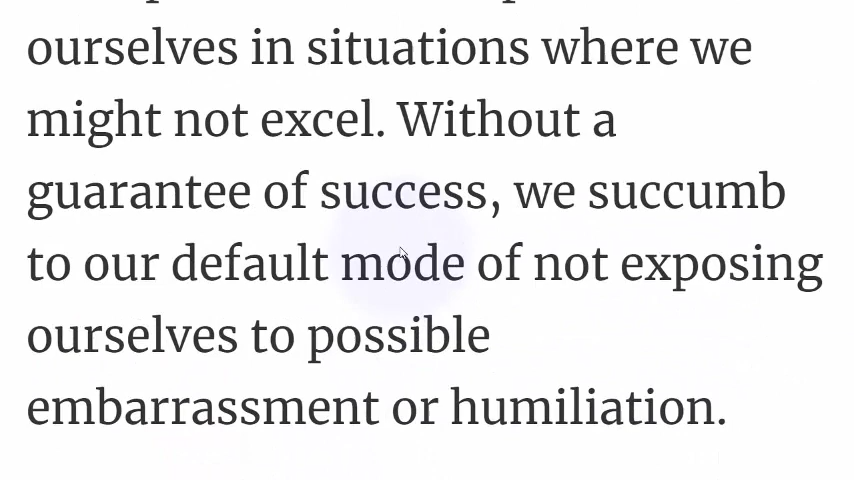 ourselves in situations where we
might not excel. Without a
guarantee of success, we succumb
to our default mode of not exposing
ourselves to possible
embarrassment or humiliation.